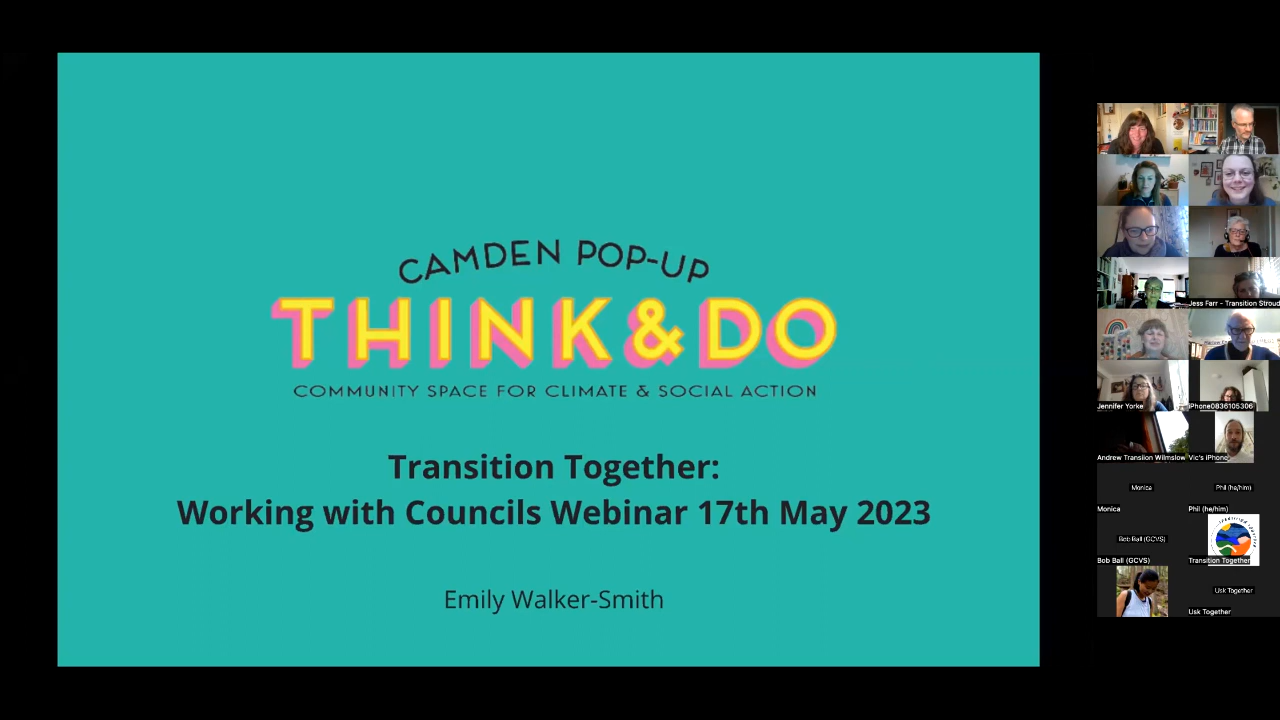 CAMDEN POP-UP
THINK & DO
COMMUNITY SPACE FOR CLIMATE & SOCIAL ACTION
Transition Together:
Working with Councils Webinar 17th May 2023
Emily Walker-Smith
Jess Farr - Transition Stroud
Jennifer Yorke
iPhone0836105306
Andrew Transiion Wilmslow
Vic's iPhone
Monica
Phil (he/him)
Monica
Phil (he/him)
Bob Ball (GCVS)
Bob Ball (GCVS)
Transition Together
Usk Together
Usk Together